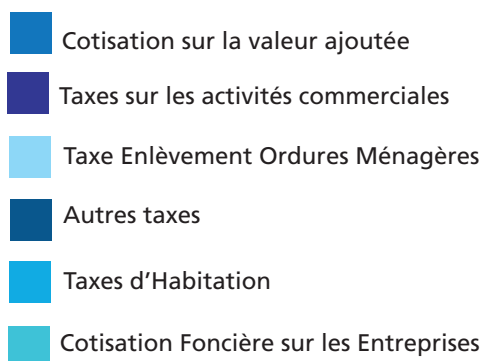 Cotisation sur la valeur ajoutée
Taxes sur les activités commerciales
Taxe Enlèvement Ordures Ménagères
Autres taxes
Taxes d'Habitation
Cotisation Foncière sur les Entreprises